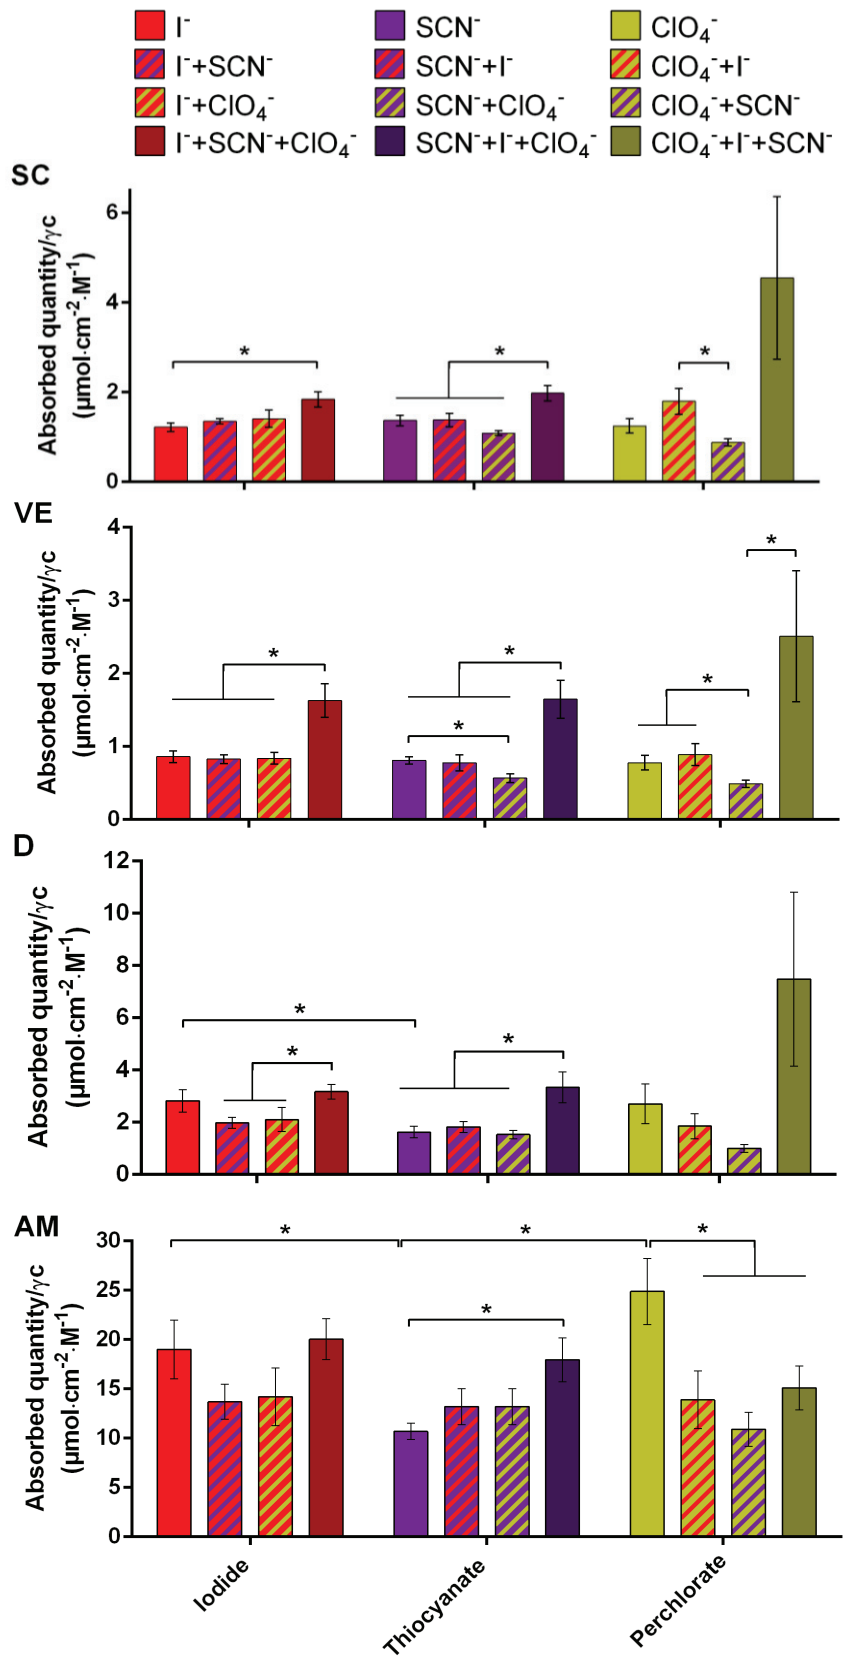 I⁻ SCN⁻ ClO₄⁻
I⁻+SCN⁻ SCN⁻+I⁻ ClO₄⁻+I⁻
I⁻+ClO₄⁻ SCN⁻+ClO₄⁻ ClO₄⁻+SCN⁻
I⁻+SCN⁻+ClO₄⁻ SCN⁻+I⁻+ClO₄⁻ ClO₄⁻+I⁻+SCN⁻
SC
Absorbed quantity/γc
(µmol·cm⁻²·M⁻¹)
6
4
2
0
* * *
VE
Absorbed quantity/γc
(µmol·cm⁻²·M⁻¹)
4
3
2
1
0
* * * * *
D
Absorbed quantity/γc
(µmol·cm⁻²·M⁻¹)
12
10
8
6
4
2
0
* * *
AM
Absorbed quantity/γc
(µmol·cm⁻²·M⁻¹)
30
25
20
15
10
5
0
* * * *
Iodide
Thiocyanate
Perchlorate